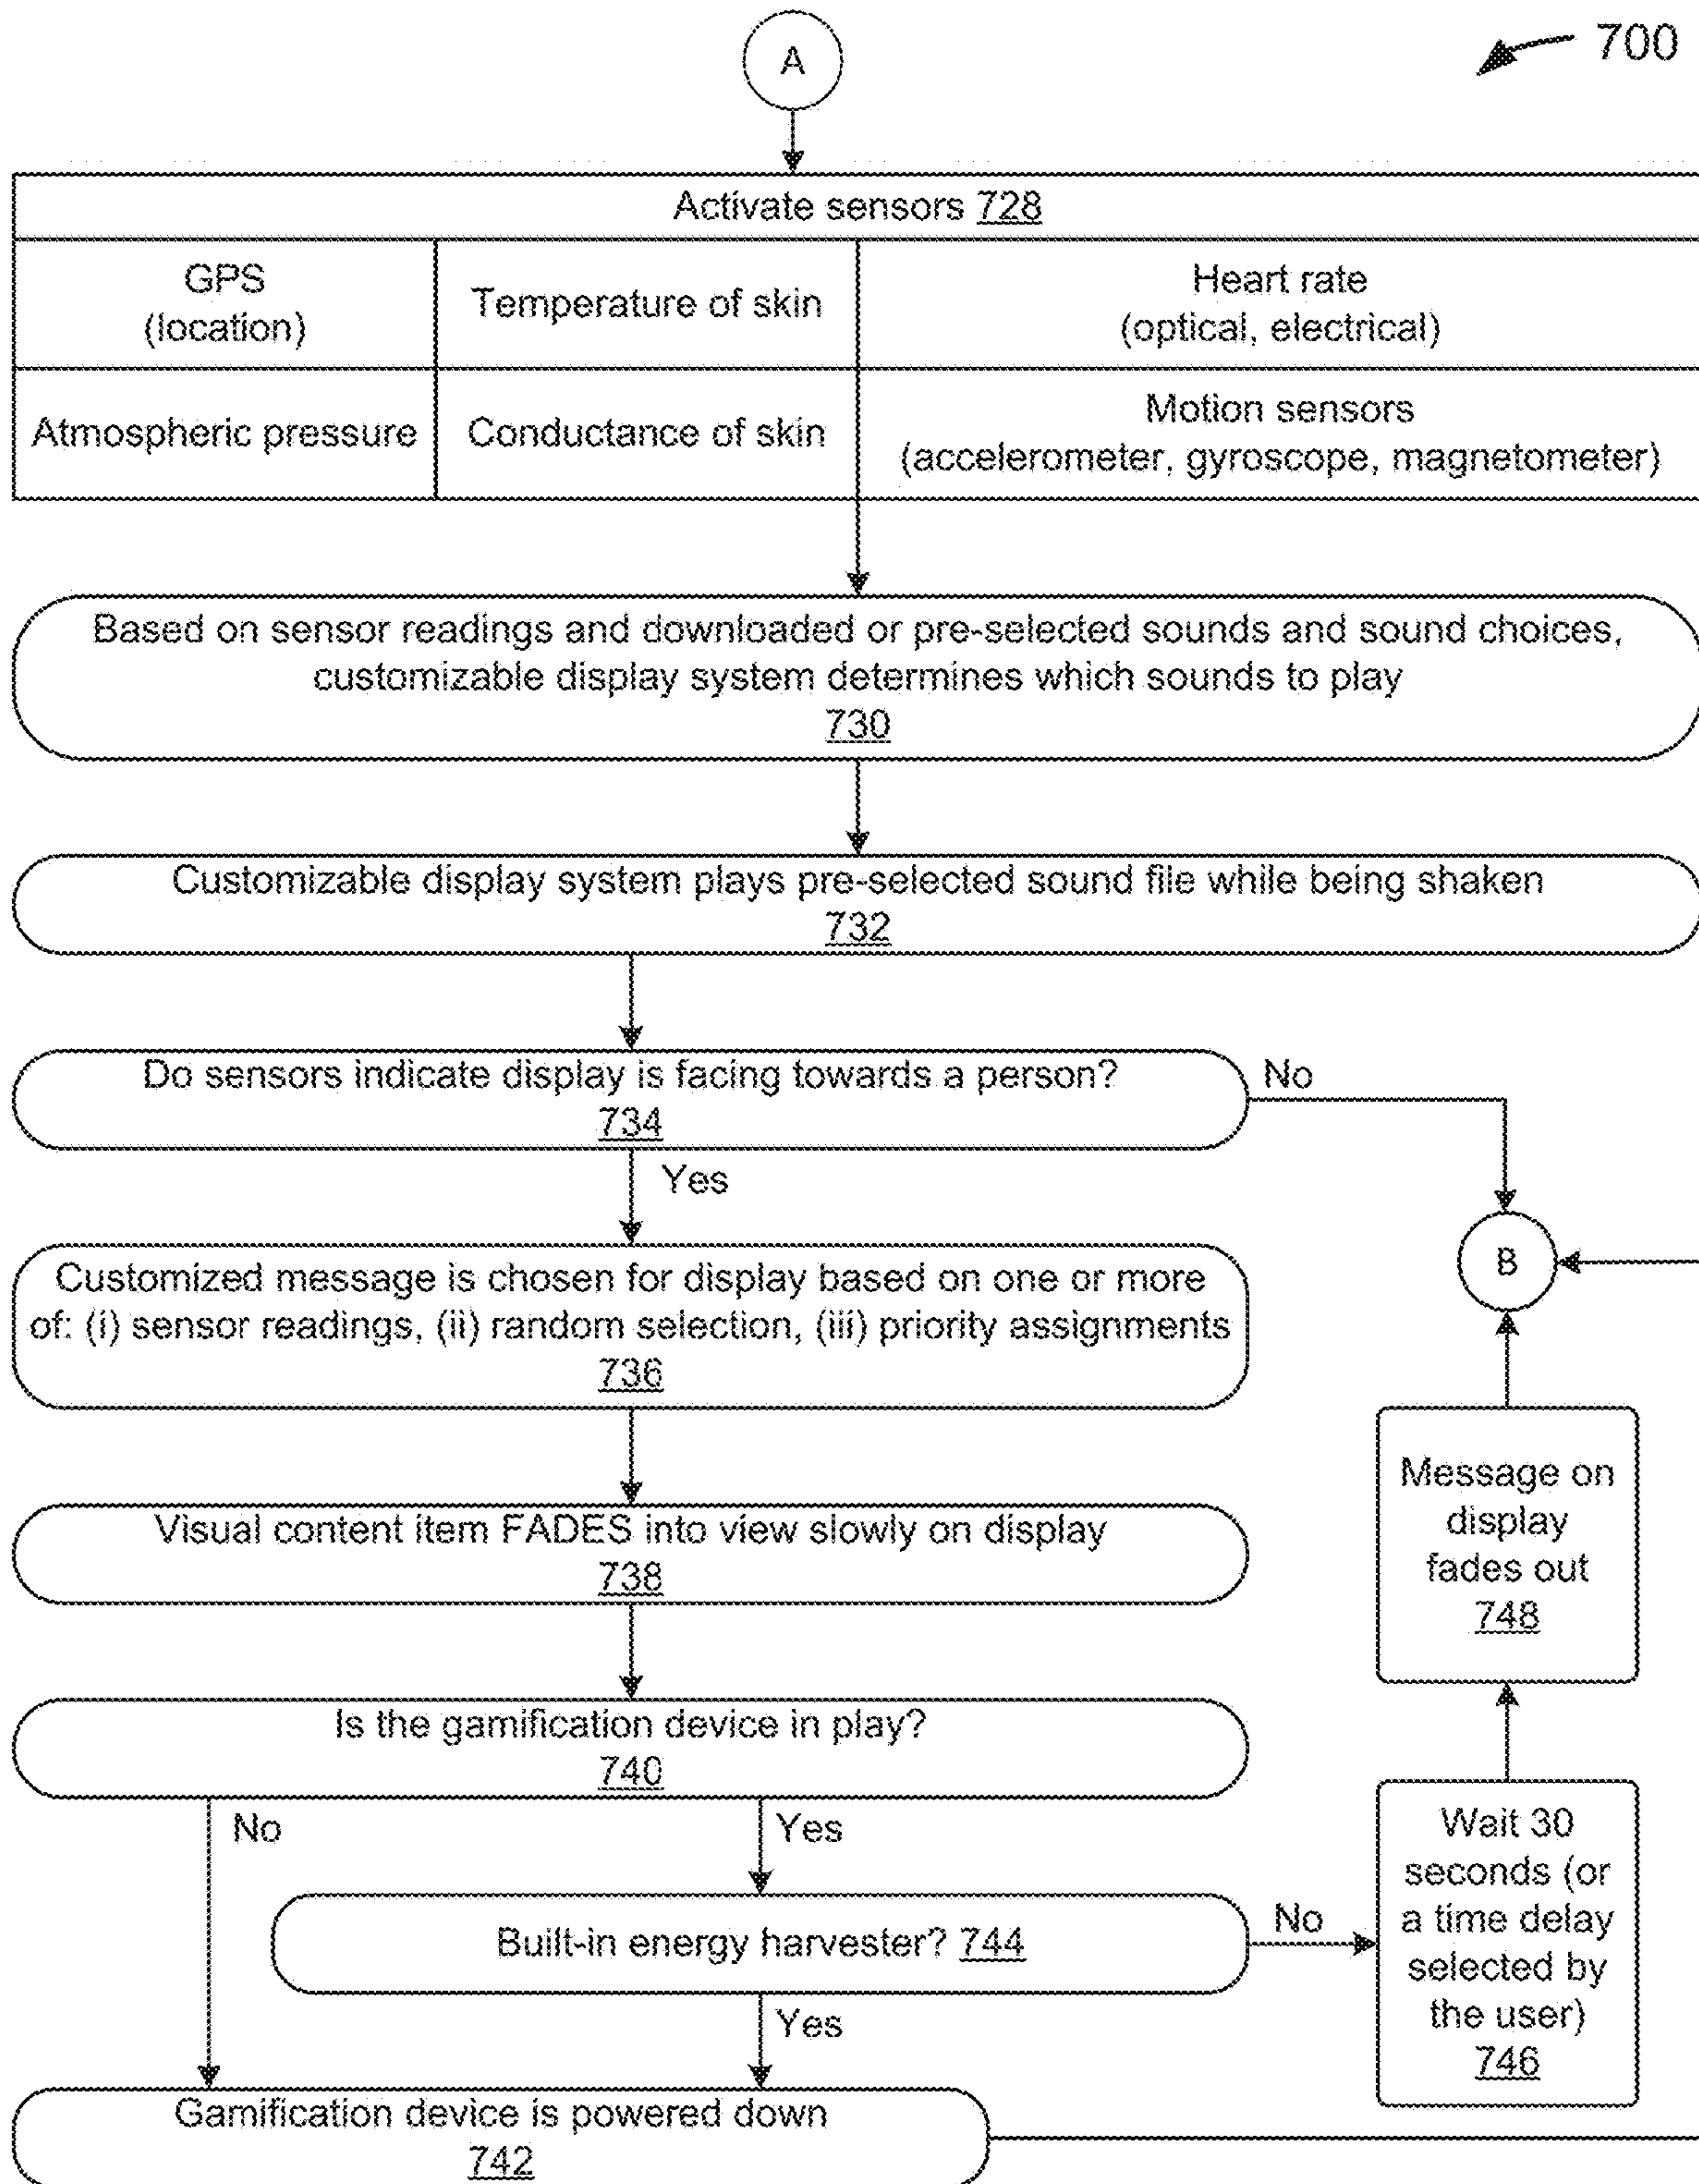 700
A
Activate sensors 728
GPS
(location)
Temperature of skin
Heart rate
(optical, electrical)
Atmospheric pressure
Conductance of skin
Motion sensors
(accelerometer, gyroscope, magnetometer)
Based on sensor readings and downloaded or pre-selected sounds and sound choices,
customizable display system determines which sounds to play
730
Customizable display system plays pre-selected sound file while being shaken
732
Do sensors indicate display is facing towards a person?
734
No
Yes
B
Customized message is chosen for display based on one or more
of: (i) sensor readings, (ii) random selection, (iii) priority assignments
736
Visual content item FADES into view slowly on display
738
Message on
display
fades out
748
Is the gamification device in play?
740
No
Yes
Built-in energy harvester? 744
No
Yes
Wait 30
seconds (or
a time delay
selected by
the user)
746
Gamification device is powered down
742